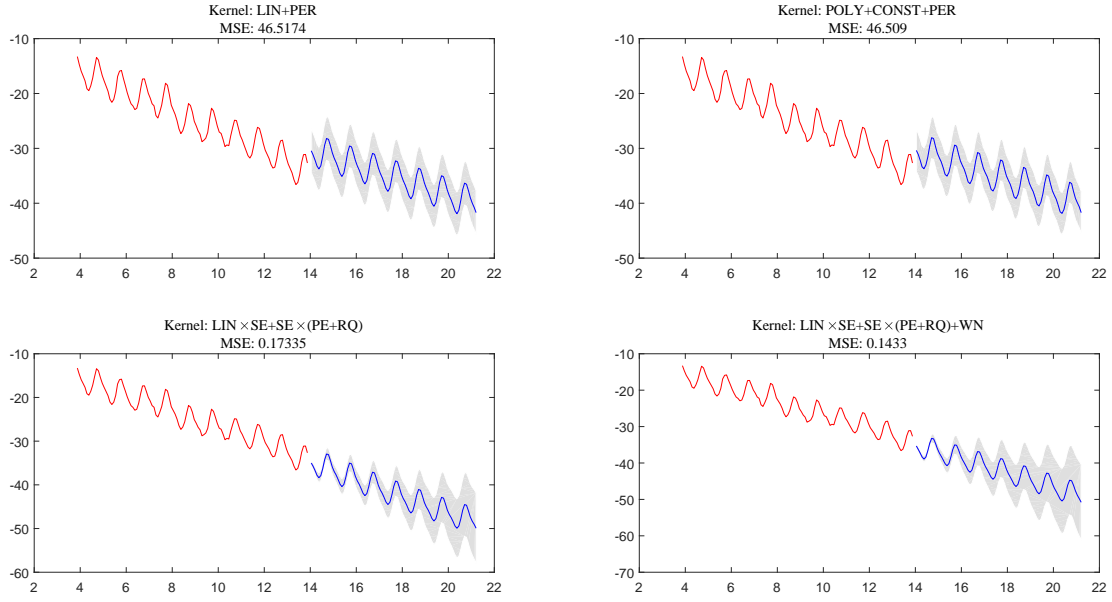 Kernel: LIN+PER
MSE: 46.5174
-10
-20
-30
-40
-50
2 4 6 8 10 12 14 16 18 20 22
Kernel: POLY+CONST+PER
MSE: 46.509
-10
-20
-30
-40
-50
2 4 6 8 10 12 14 16 18 20 22
Kernel: LIN ×SE+SE ×(PE+RQ)
MSE: 0.17335
-10
-20
-30
-40
-50
-60
2 4 6 8 10 12 14 16 18 20 22
Kernel: LIN ×SE+SE ×(PE+RQ)+WN
MSE: 0.1433
-10
-20
-30
-40
-50
-60
-70
2 4 6 8 10 12 14 16 18 20 22